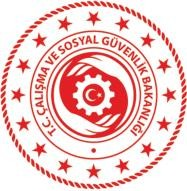 T.C. ÇALIŞMA VE SOSYAL GÜVENLİK BAKANLIĞI